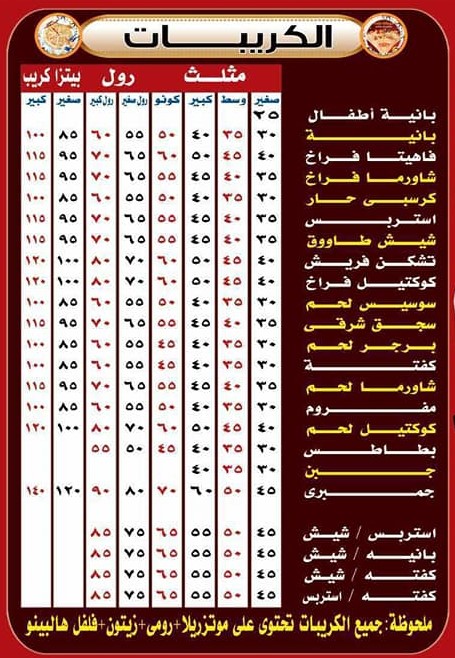 الكريبات
مثلث رول بيتزا كريب
صغير وسط كبير كونو رول صغير رول كبير صغير كبير
بانية أطفال ٢٥
بانية ٣٠ ٣٥ ٤٠ ٥٠ ٥٥ ٦٠ ٨٥ ١٠٠
فاهيتا فراخ ٤٠ ٤٥ ٥٠ ٦٠ ٦٥ ٧٠ ٩٥ ١١٥
شاورما فراخ ٣٥ ٤٠ ٤٥ ٥٥ ٦٥ ٧٠ ٩٥ ١١٥
كرسبى حار ٣٠ ٣٥ ٤٠ ٥٠ ٥٥ ٦٠ ٨٥ ١٠٠
استربس ٣٥ ٤٠ ٤٥ ٥٥ ٦٥ ٧٠ ٩٥ ١١٥
شيش طاووق ٣٥ ٤٠ ٤٥ ٥٥ ٦٥ ٧٠ ٩٥ ١١٥
تشكن فريش ٤٠ ٤٥ ٥٠ ٦٠ ٧٠ ٨٠ ١٠٠ ١٢٠
كوكتيل فراخ ٤٠ ٤٥ ٥٠ ٦٠ ٧٠ ٨٠ ١٠٠ ١٢٠
سوسيس لحم ٣٠ ٣٥ ٤٠ ٥٠ ٥٥ ٦٠ ٨٥ ١٠٠
سجق شرقى ٣٥ ٤٠ ٤٥ ٥٥ ٦٥ ٧٠ ٩٥ ١١٥
برجر لحم ٣٠ ٣٥ ٤٠ ٤٥ ٥٥ ٦٠ ٨٥ ١٠٠
كفتة ٣٠ ٣٥ ٤٠ ٤٥ ٥٥ ٦٠ ٨٥ ١٠٠
شاورما لحم ٣٥ ٤٠ ٤٥ ٥٥ ٦٥ ٧٠ ٩٥ ١١٥
مفروم ٣٠ ٣٥ ٤٠ ٥٠ ٥٥ ٦٠ ٨٥ ١٠٠
كوكتيل لحم ٤٠ ٤٥ ٥٠ ٦٠ ٧٠ ٨٠ ١٠٠ ١٢٠
بطاطس ٣٠ ٣٥ ٤٠ ٤٥ ٥٠ ٥٥
جبن ٣٠ ٣٥ ٤٠
جمبرى ٤٥ ٥٠ ٦٠ ٧٠ ٨٠ ٩٠ ١٢٠ ١٤٠
استربس / شيش ٤٥ ٥٠ ٥٥ ٦٥ ٧٥ ٨٥
بانيه / شيش ٤٥ ٥٠ ٥٥ ٦٥ ٧٥ ٨٥
كفته / شيش ٤٥ ٥٠ ٥٥ ٦٥ ٧٥ ٨٥
كفته / استربس ٤٥ ٥٠ ٥٥ ٦٥ ٧٥ ٨٥
ملحوظة: جميع الكريبات تحتوى على موتزريلا+رومى+زيتون+فلفل هالبينو